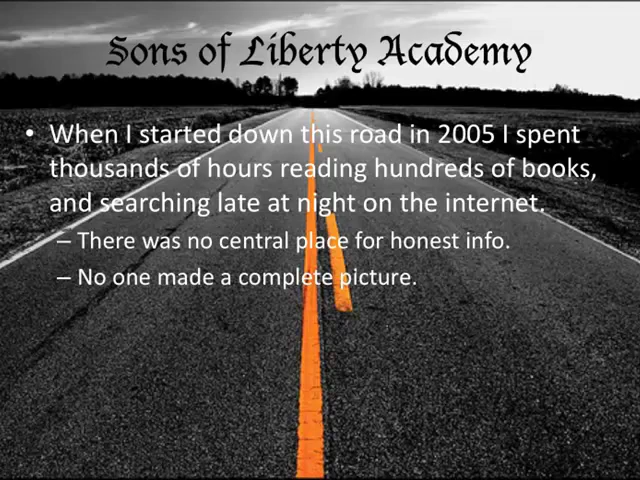 Sons of Liberty Academy
• When I started down this road in 2005 I spent
thousands of hours reading hundreds of books,
and searching late at night on the internet.
– There was no central place for honest info.
– No one made a complete picture.